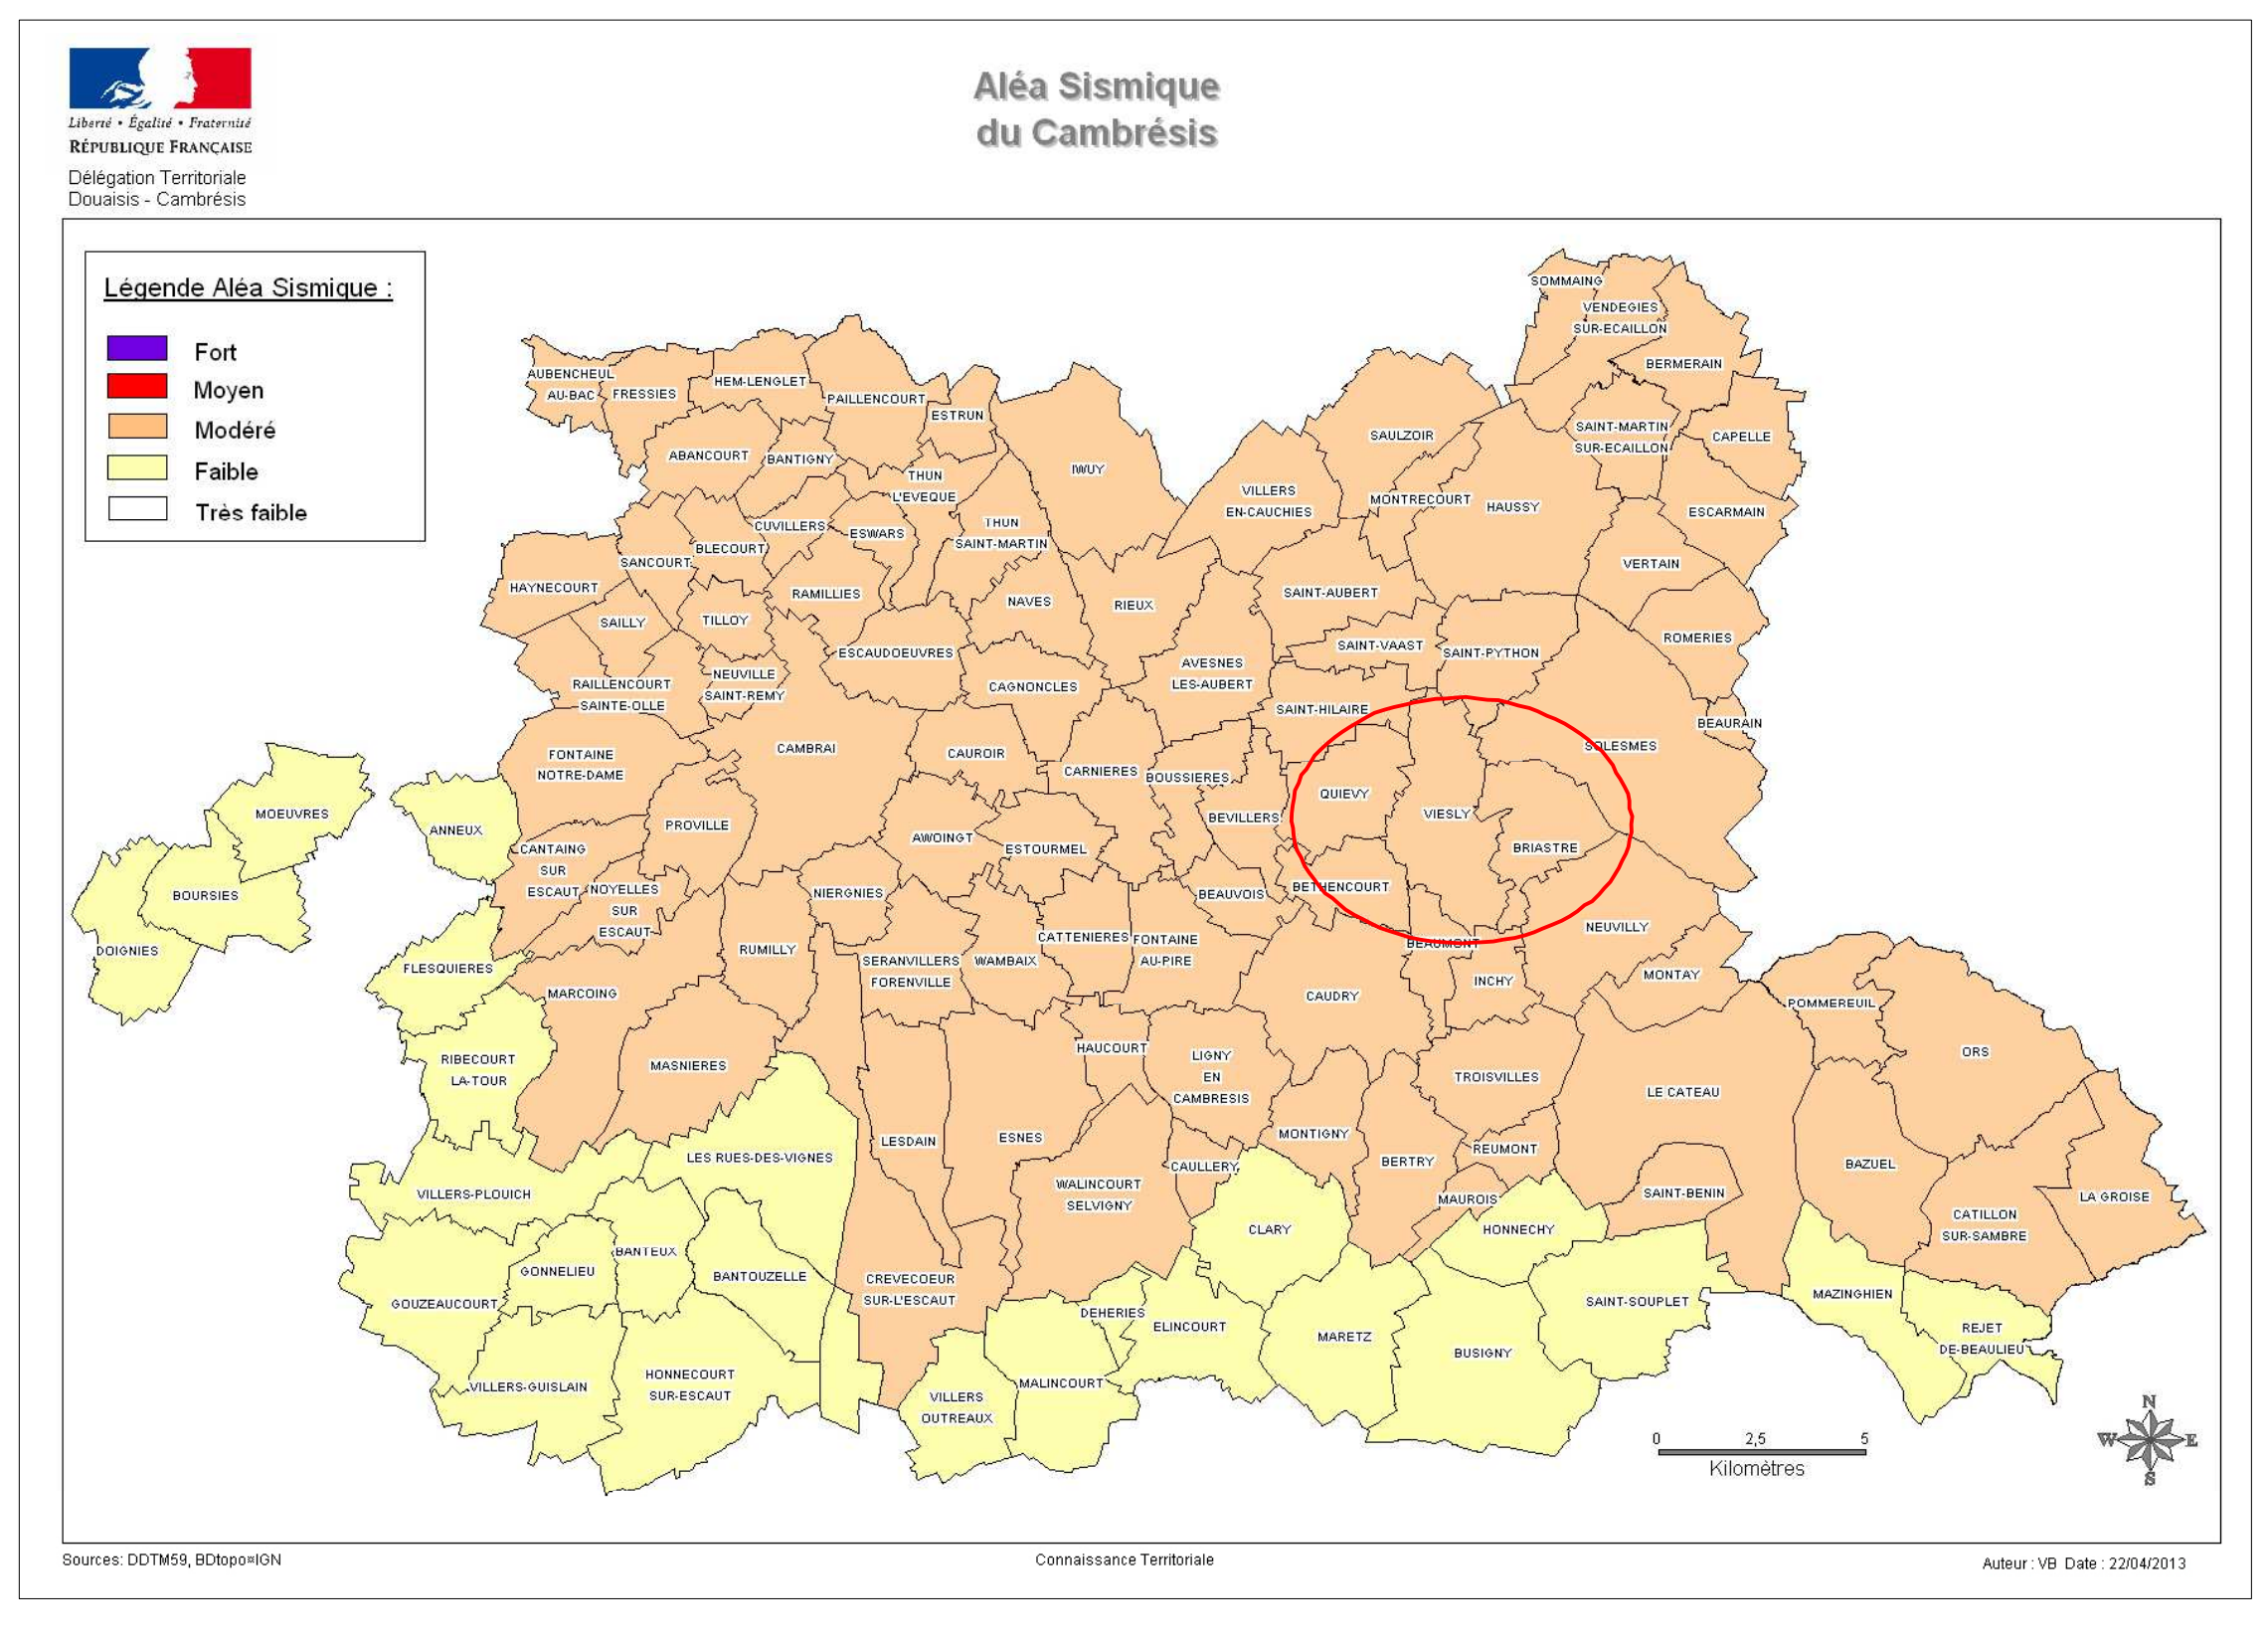 Liberté • Égalité • Fraternité
RÉPUBLIQUE FRANÇAISE
Délégation Territoriale
Douaisis - Cambrésis
Aléa Sismique
du Cambrésis
Légende Aléa Sismique :
Fort
Moyen
Modéré
Faible
Très faible
SOMMAING
VENDEGIES
SUR-ECAILLON
BERMERAIN
AUBENCHEUL
AU-BAC
FRESSIES
HEM-LENGLET
PAILLENCOURT
ESTRUN
SAINT-MARTIN
SUR-ECAILLON
CAPELLE
SAULZOIR
ABANCOURT
BANTIGNY
IWUY
THUN
L'EVEQUE
VILLERS
EN-CAUCHIES
MONTRECOURT
HAUSSY
ESCARMAIN
CUVILLERS
ESWARS
THUN
SAINT-MARTIN
BLECOURT
SANCOURT
VERTAIN
HAYNECOURT
RAMILLIES
NAVES
RIEUX
SAINT-AUBERT
SAILLY
TILLOY
ROMERIES
ESCAUDOEUVRES
SAINT-VAAST
SAINT-PYTHON
AVESNES
LES-AUBERT
NEUVILLE
SAINT-REMY
RAILLENCOURT
SAINTE-OLLE
CAGNONCLES
SAINT-HILAIRE
BEAURAIN
SOLESMES
FONTAINE
NOTRE-DAME
CAMBRAI
CAUROIR
CARNIERES
BOUSSIERES
QUIEVY
VIESLY
MOEUVRES
ANNEUX
PROVILLE
BEVILLERS
AWOINGT
ESTOURMEL
BRIASTRE
CANTAING
SUR
ESCAUT
NOYELLES
SUR
ESCAUT
NIERGNIES
BEAUVOIS
BETHENCOURT
BOURSIES
NEUVILLY
DOIGNIES
CATTENIERES
FONTAINE
AU-PIRE
BEAUMONT
RUMILLY
SERANVILLERS
FORENVILLE
WAMBAIX
FLESQUIERES
MONTAY
INCHY
MARCOING
CAUDRY
POMMEREUIL
ORS
HAUCOURT
LIGNY
EN
CAMBRESIS
RIBECOURT
LA-TOUR
MASNIERES
TROISVILLES
LE CATEAU
LESDAIN
ESNES
MONTIGNY
REUMONT
LES RUES-DES-VIGNES
CAULLERY
BERTRY
BAZUEL
WALINCOURT
SELVIGNY
VILLERS-PLOUICH
MAUROIS
SAINT-BENIN
LA GROISE
CLARY
HONNECHY
CATILLON
SUR-SAMBRE
BANTEUX
GONNELIEU
BANTOUZELLE
CREVECOEUR
SUR-L'ESCAUT
GOUZEAUCOURT
DEHERIES
ELINCOURT
SAINT-SOUPLET
MAZINGHIEN
MARETZ
BUSIGNY
REJET
DE-BEAULIEU
VILLERS-GUISLAIN
HONNECOURT
SUR-ESCAUT
MALINCOURT
VILLERS
OUTREAUX
N
W E
S
0 2,5 5
Kilomètres
Sources: DDTM59, BDtopo¤IGN
Connaissance Territoriale
Auteur : VB Date : 22/04/2013